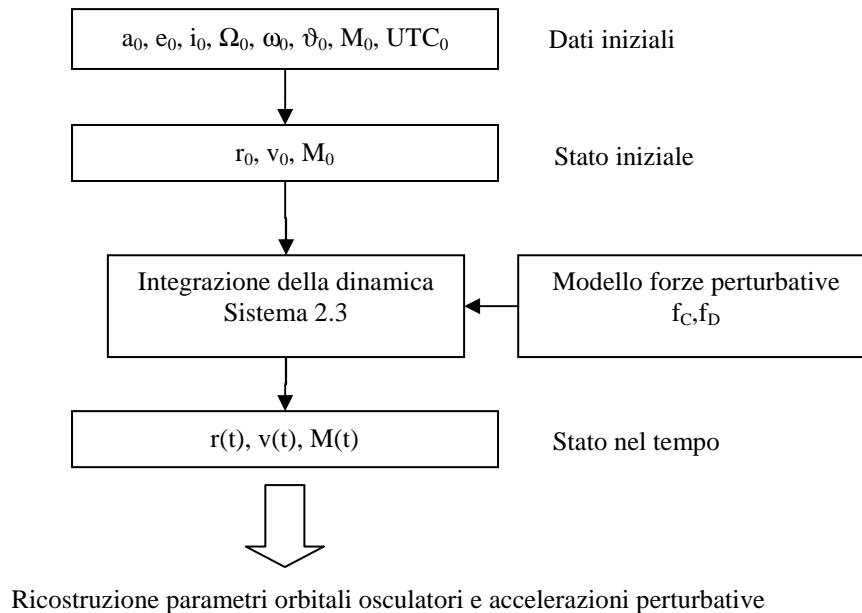 a₀, e₀, i₀, Ω₀, ω₀, ϑ₀, M₀, UTC₀
Dati iniziali
r₀, v₀, M₀
Stato iniziale
Integrazione della dinamica
Sistema 2.3
Modello forze perturbative
f_C,f_D
r(t), v(t), M(t)
Stato nel tempo
Ricostruzione parametri orbitali osculatori e accelerazioni perturbative